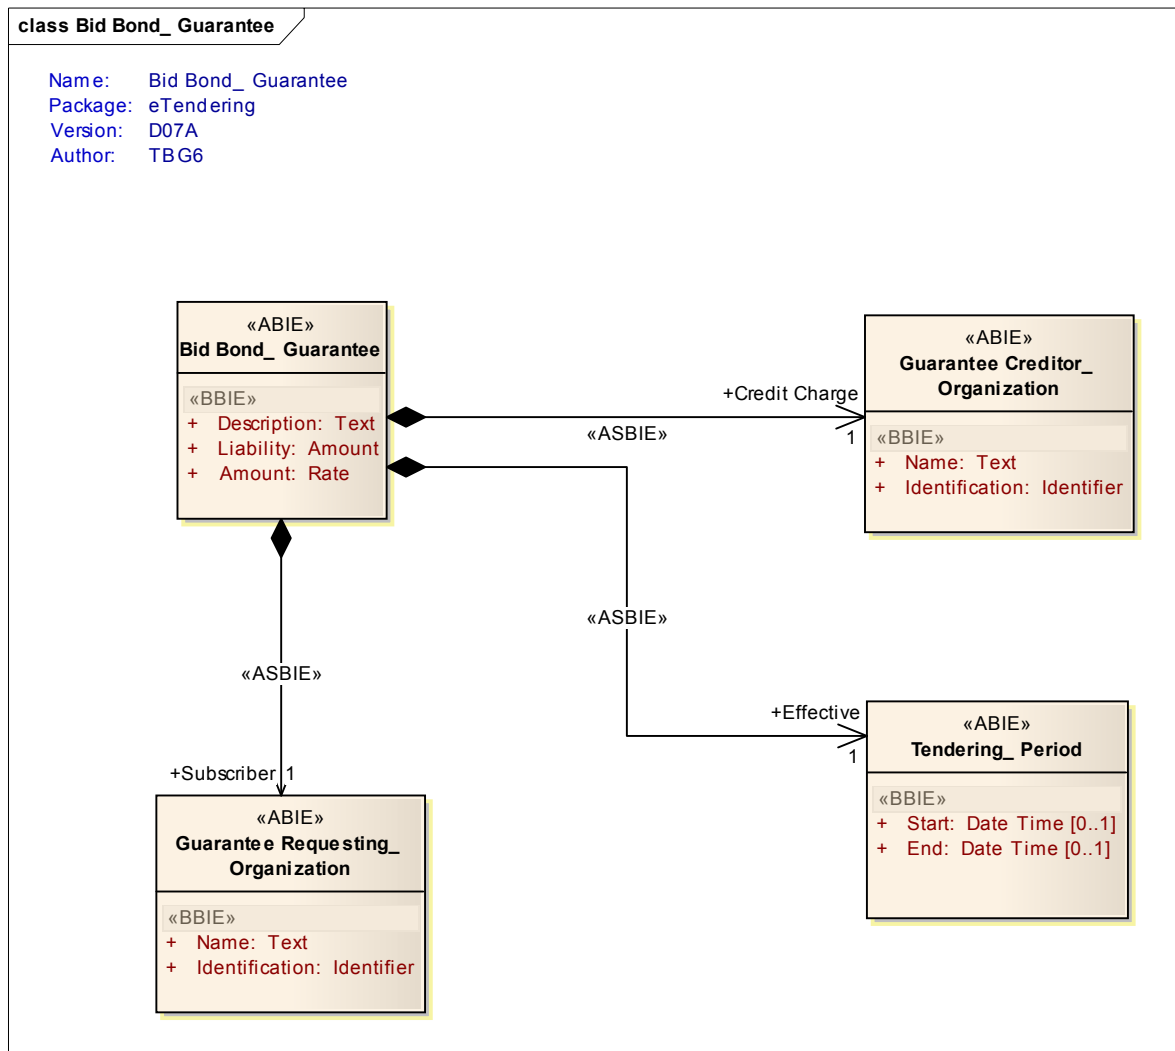 class Bid Bond_ Guarantee
Name: Bid Bond_ Guarantee
Package: eTendering
Version: D07A
Author: TBG6
«ABIE»
Bid Bond_ Guarantee
«BBIE»
+ Description: Text
+ Liability: Amount
+ Amount: Rate
+Credit Charge
1
«ASBIE»
«ABIE»
Guarantee Creditor_
Organization
«BBIE»
+ Name: Text
+ Identification: Identifier
«ASBIE»
+Effective
1
«ABIE»
Tendering_ Period
«BBIE»
+ Start: Date Time [0..1]
+ End: Date Time [0..1]
«ASBIE»
+Subscriber 1
«ABIE»
Guarantee Requesting_
Organization
«BBIE»
+ Name: Text
+ Identification: Identifier